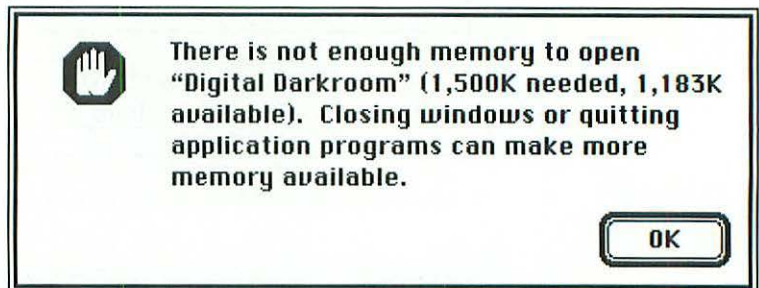 There is not enough memory to open
“Digital Darkroom” (1,500K needed, 1,183K
available).  Closing windows or quitting
application programs can make more
memory available.
OK